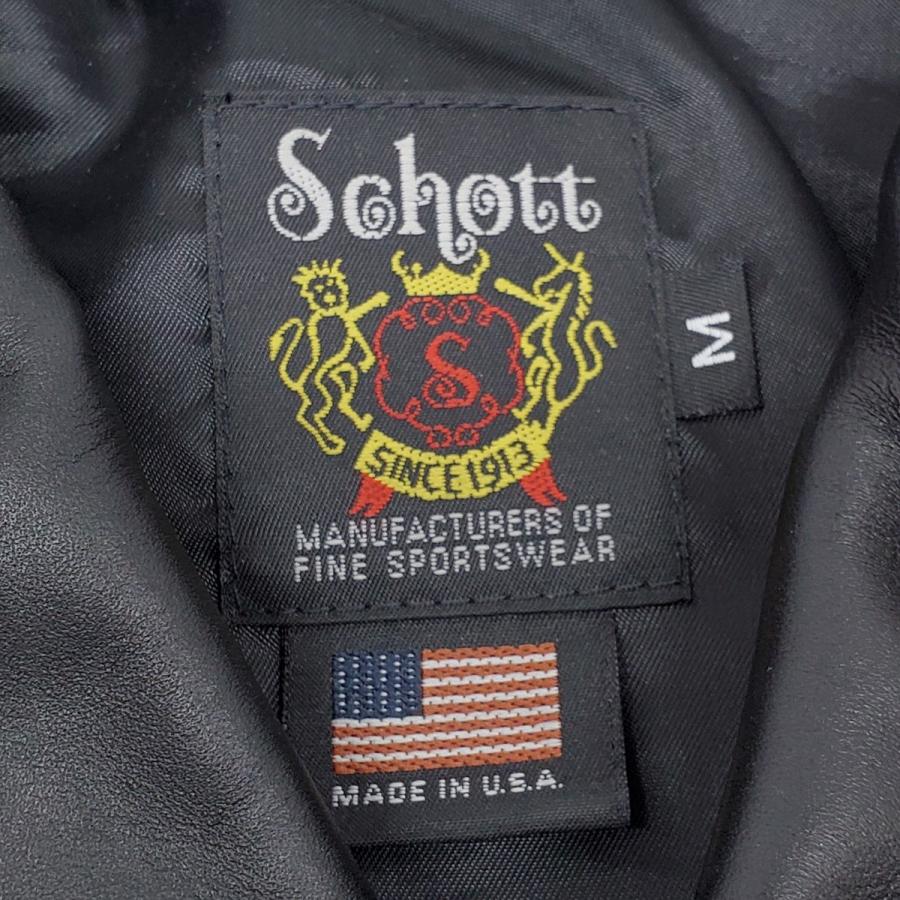 Schott
S
SINCE 1913
MANUFACTURERS OF
FINE SPORTSWEAR
M
MADE IN U.S.A.